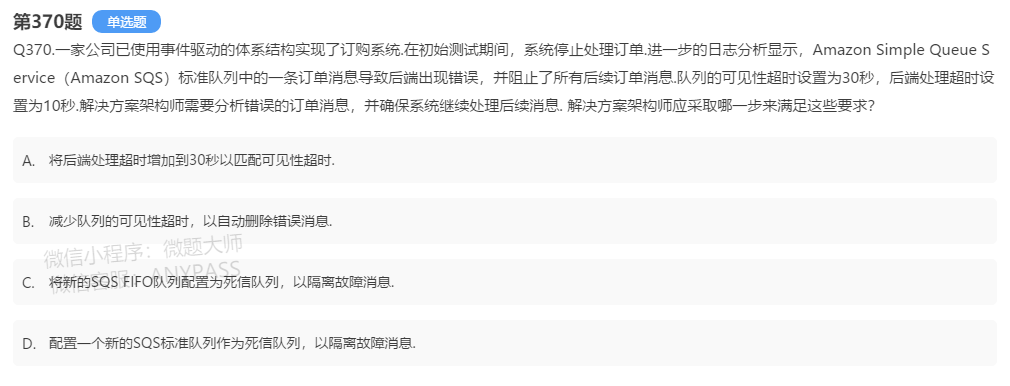 第370题 单选题
Q370.一家公司已使用事件驱动的体系结构实现了订购系统.在初始测试期间，系统停止处理订单.进一步的日志分析显示，Amazon Simple Queue S
ervice（Amazon SQS）标准队列中的一条订单消息导致后端出现错误，并阻止了所有后续订单消息.队列的可见性超时设置为30秒，后端处理超时设
置为10秒.解决方案架构师需要分析错误的订单消息，并确保系统继续处理后续消息. 解决方案架构师应采取哪一步来满足这些要求?
A. 将后端处理超时增加到30秒以匹配可见性超时.
B. 减少队列的可见性超时，以自动删除错误消息.
微信小程序：微题大师
微信客服：ANYPASS
C. 将新的SQS FIFO队列配置为死信队列，以隔离故障消息.
D. 配置一个新的SQS标准队列作为死信队列，以隔离故障消息.